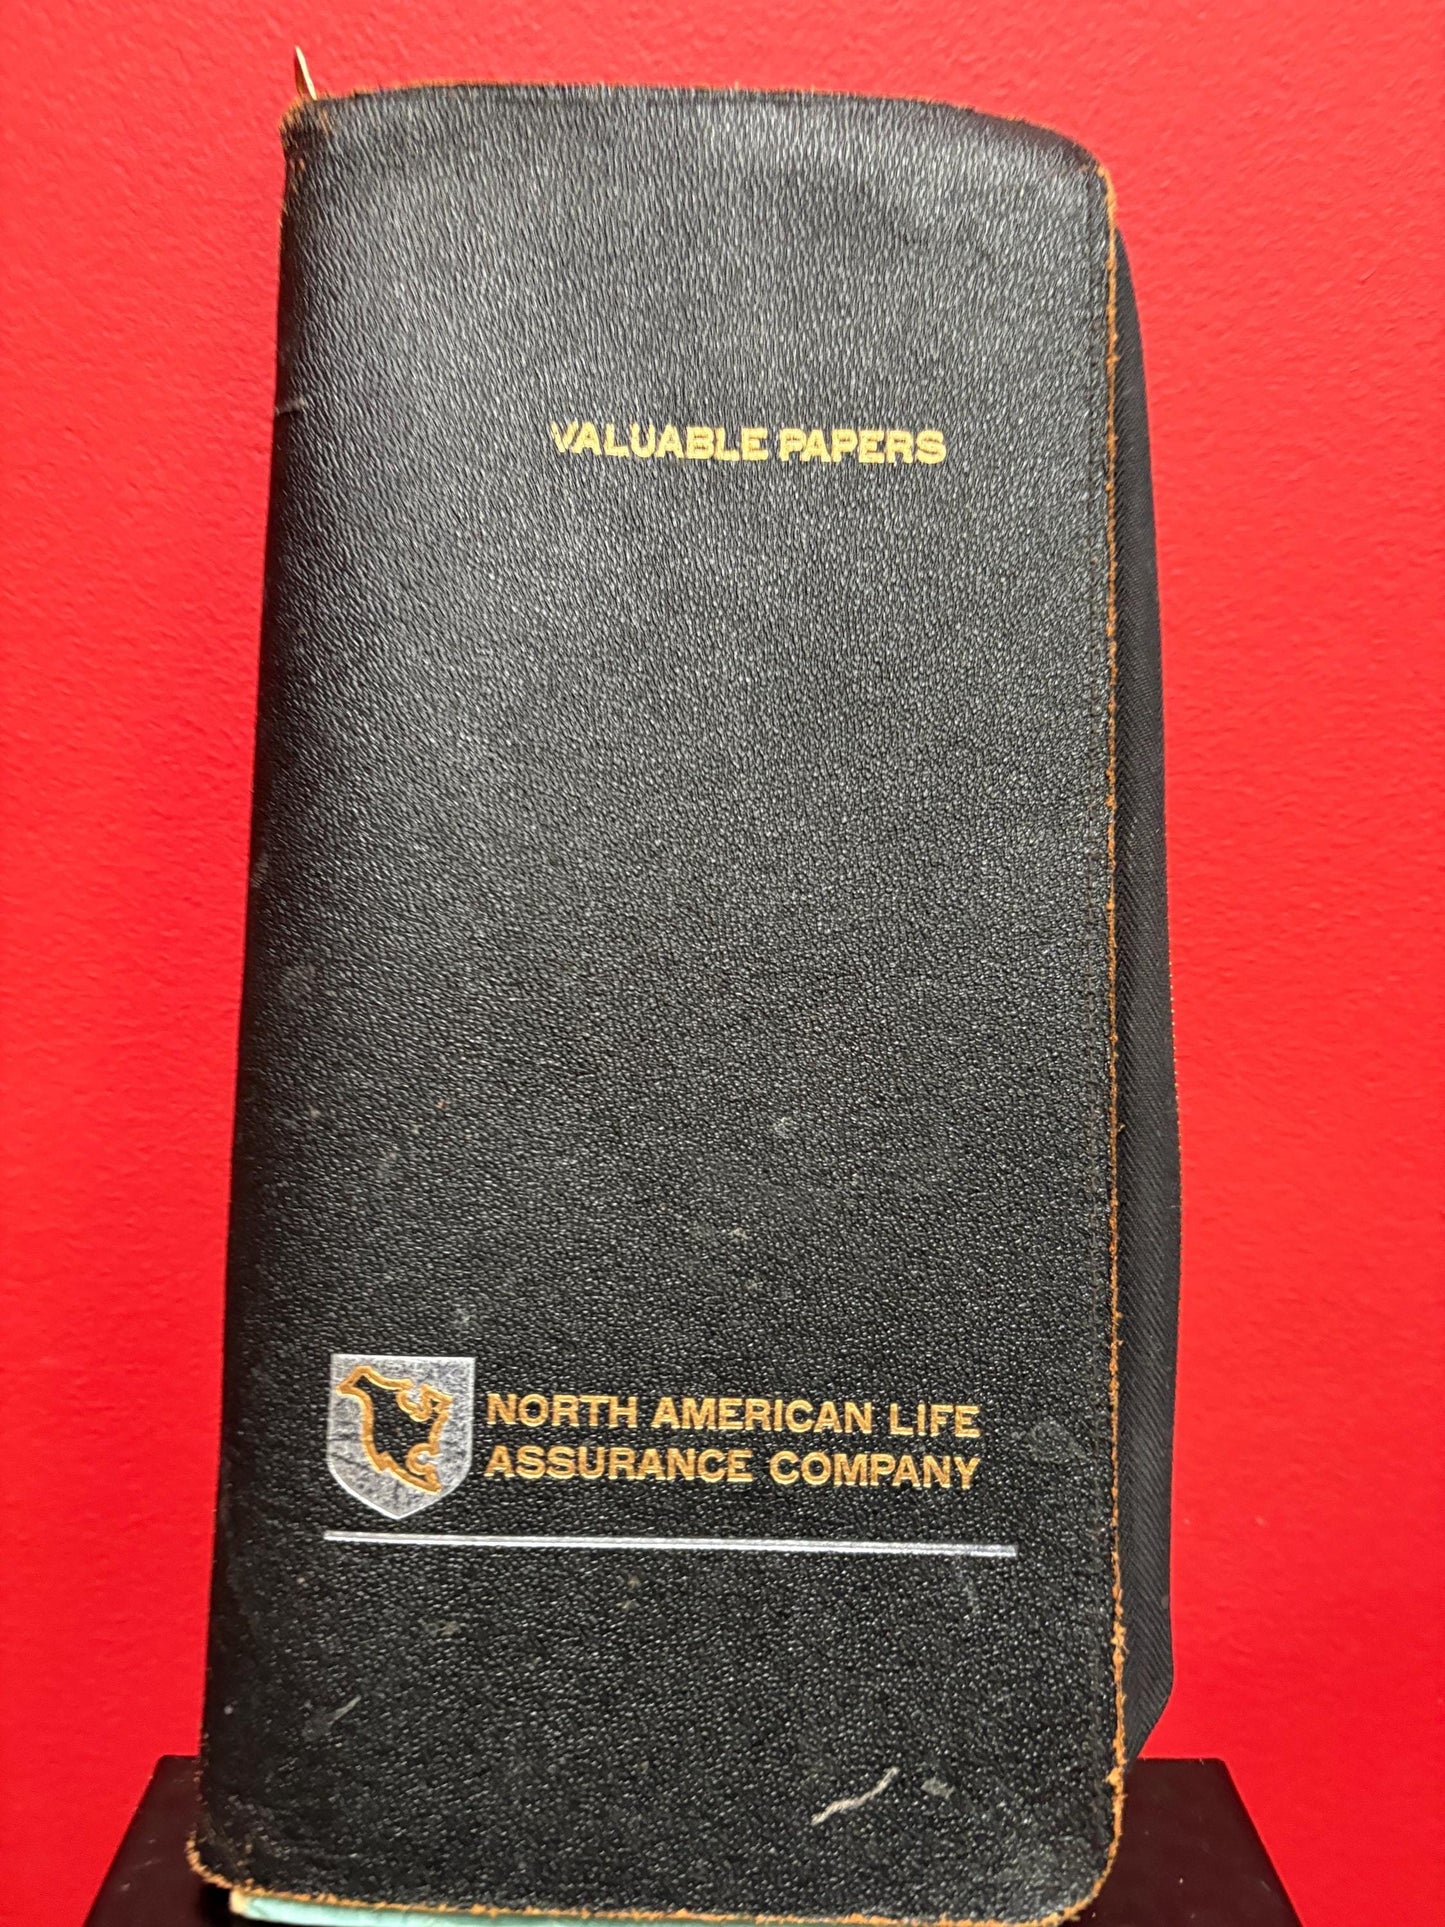 VALUABLE PAPERS
NORTH AMERICAN LIFE
ASSURANCE COMPANY